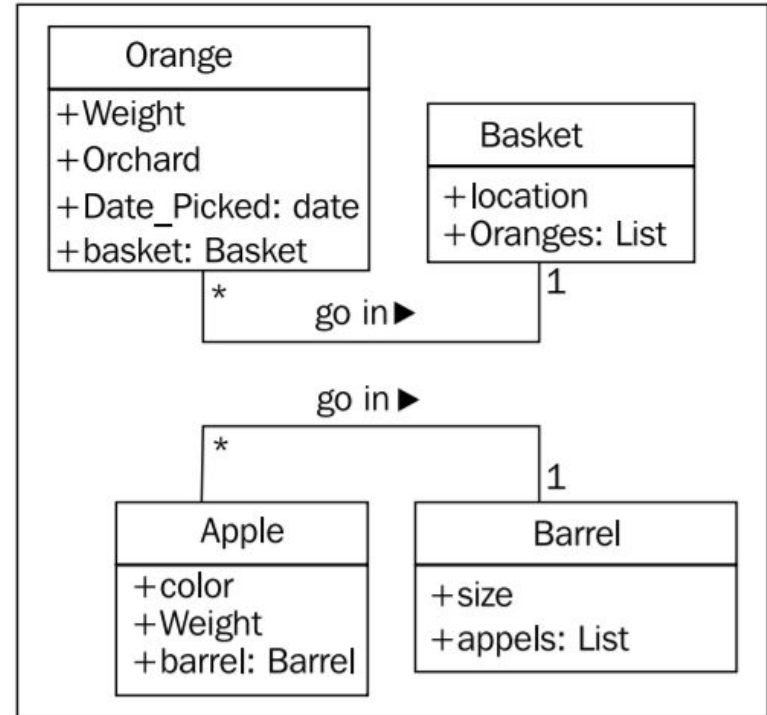 Orange
+Weight
+Orchard
+Date_Picked: date
+basket: Basket
Basket
+location
+Oranges: List
*
go in▶
1
go in▶
*
1
Apple
+color
+Weight
+barrel: Barrel
Barrel
+size
+appels: List